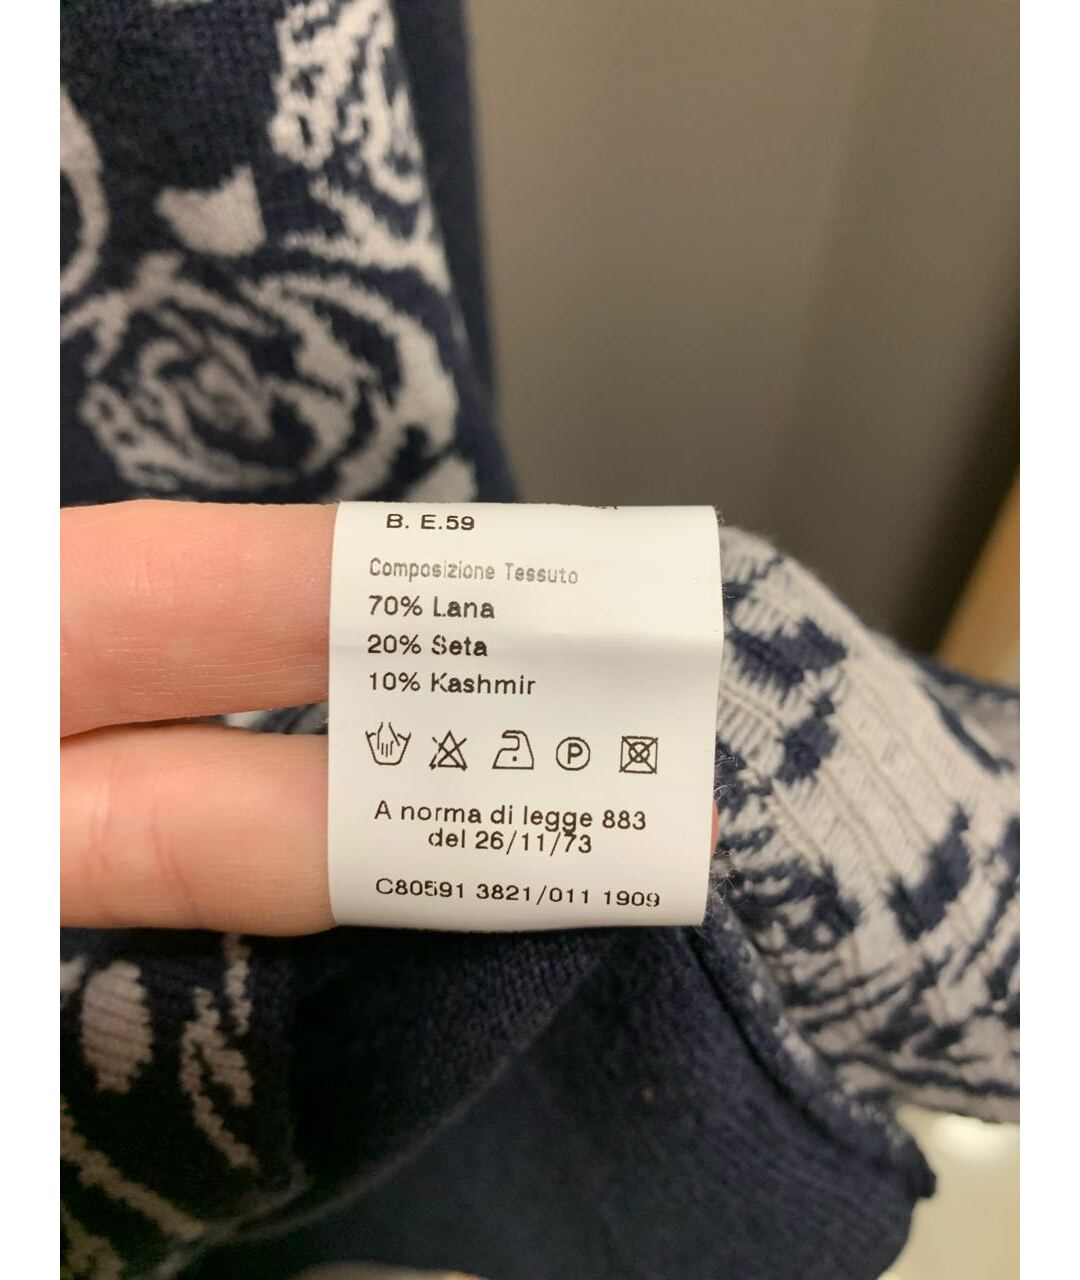 B. E.59
Composizione Tessuto
70% Lana
20% Seta
10% Kashmir
P
A norma di legge 883
del 26/11/73
C80591 3821/011 1909